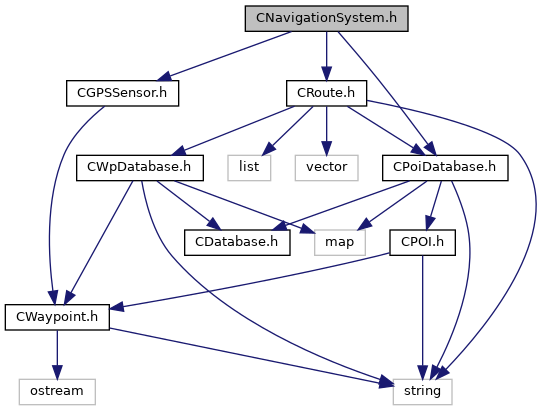 CNavigationSystem.h
CGPSSensor.h
CRoute.h
CWpDatabase.h
list
vector
CPoiDatabase.h
CDatabase.h
map
CPOI.h
CWaypoint.h
ostream
string